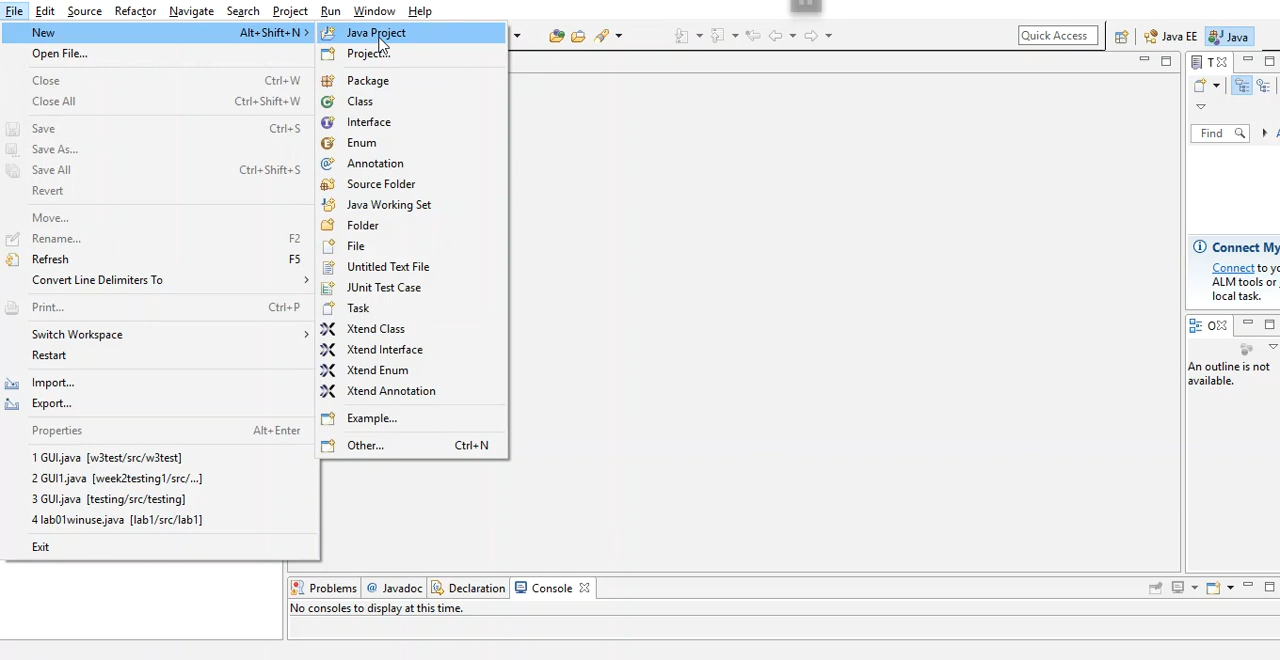 File Edit Source Refactor Navigate Search Project Run Window Help
New Alt+Shift+N
Open File...
Close Ctrl+W
Close All Ctrl+Shift+W
Save Ctrl+S
Save As...
Save All Ctrl+Shift+S
Revert
Move...
Rename... F2
Refresh F5
Convert Line Delimiters To
Print... Ctrl+P
Switch Workspace
Restart
Import...
Export...
Properties Alt+Enter
1 GUI.java [w3test/src/w3test]
2 GUI1.java [week2testing1/src/...]
3 GUI.java [testing/src/testing]
4 lab01winuse.java [lab1/src/lab1]
Exit
Java Project
Project...
Package
Class
Interface
Enum
Annotation
Source Folder
Java Working Set
Folder
File
Untitled Text File
JUnit Test Case
Task
Xtend Class
Xtend Interface
Xtend Enum
Xtend Annotation
Example...
Other... Ctrl+N
Quick Access Java EE Java
T
Find A
Connect My
Connect to yo
ALM tools or
local task.
O
An outline is not
available.
Problems @ Javadoc Declaration Console
No consoles to display at this time.